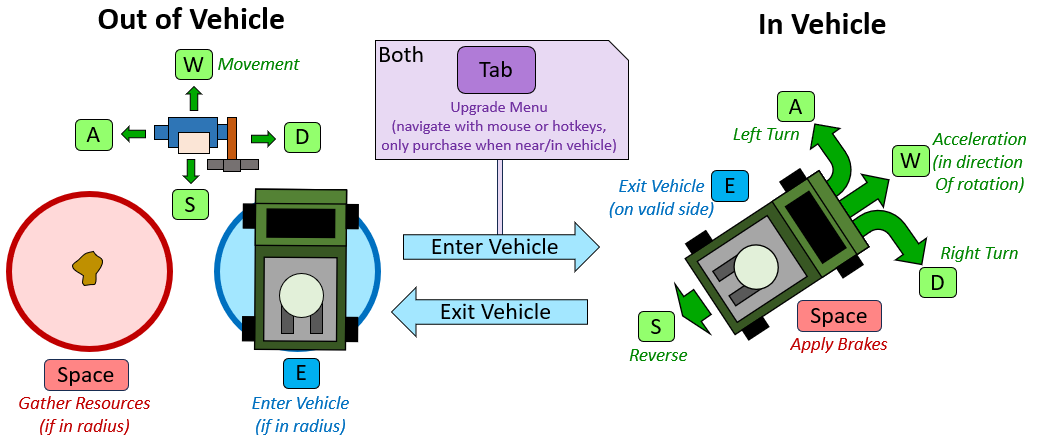 Out of Vehicle
W
Movement
A
D
S
Space
Gather Resources
(if in radius)
E
Enter Vehicle
(if in radius)
Both
Tab
Upgrade Menu
(navigate with mouse or hotkeys,
only purchase when near/in vehicle)
Enter Vehicle
Exit Vehicle
In Vehicle
A
Left Turn
W
Acceleration
(in direction
Of rotation)
Exit Vehicle
(on valid side)
E
Right Turn
D
S
Reverse
Space
Apply Brakes